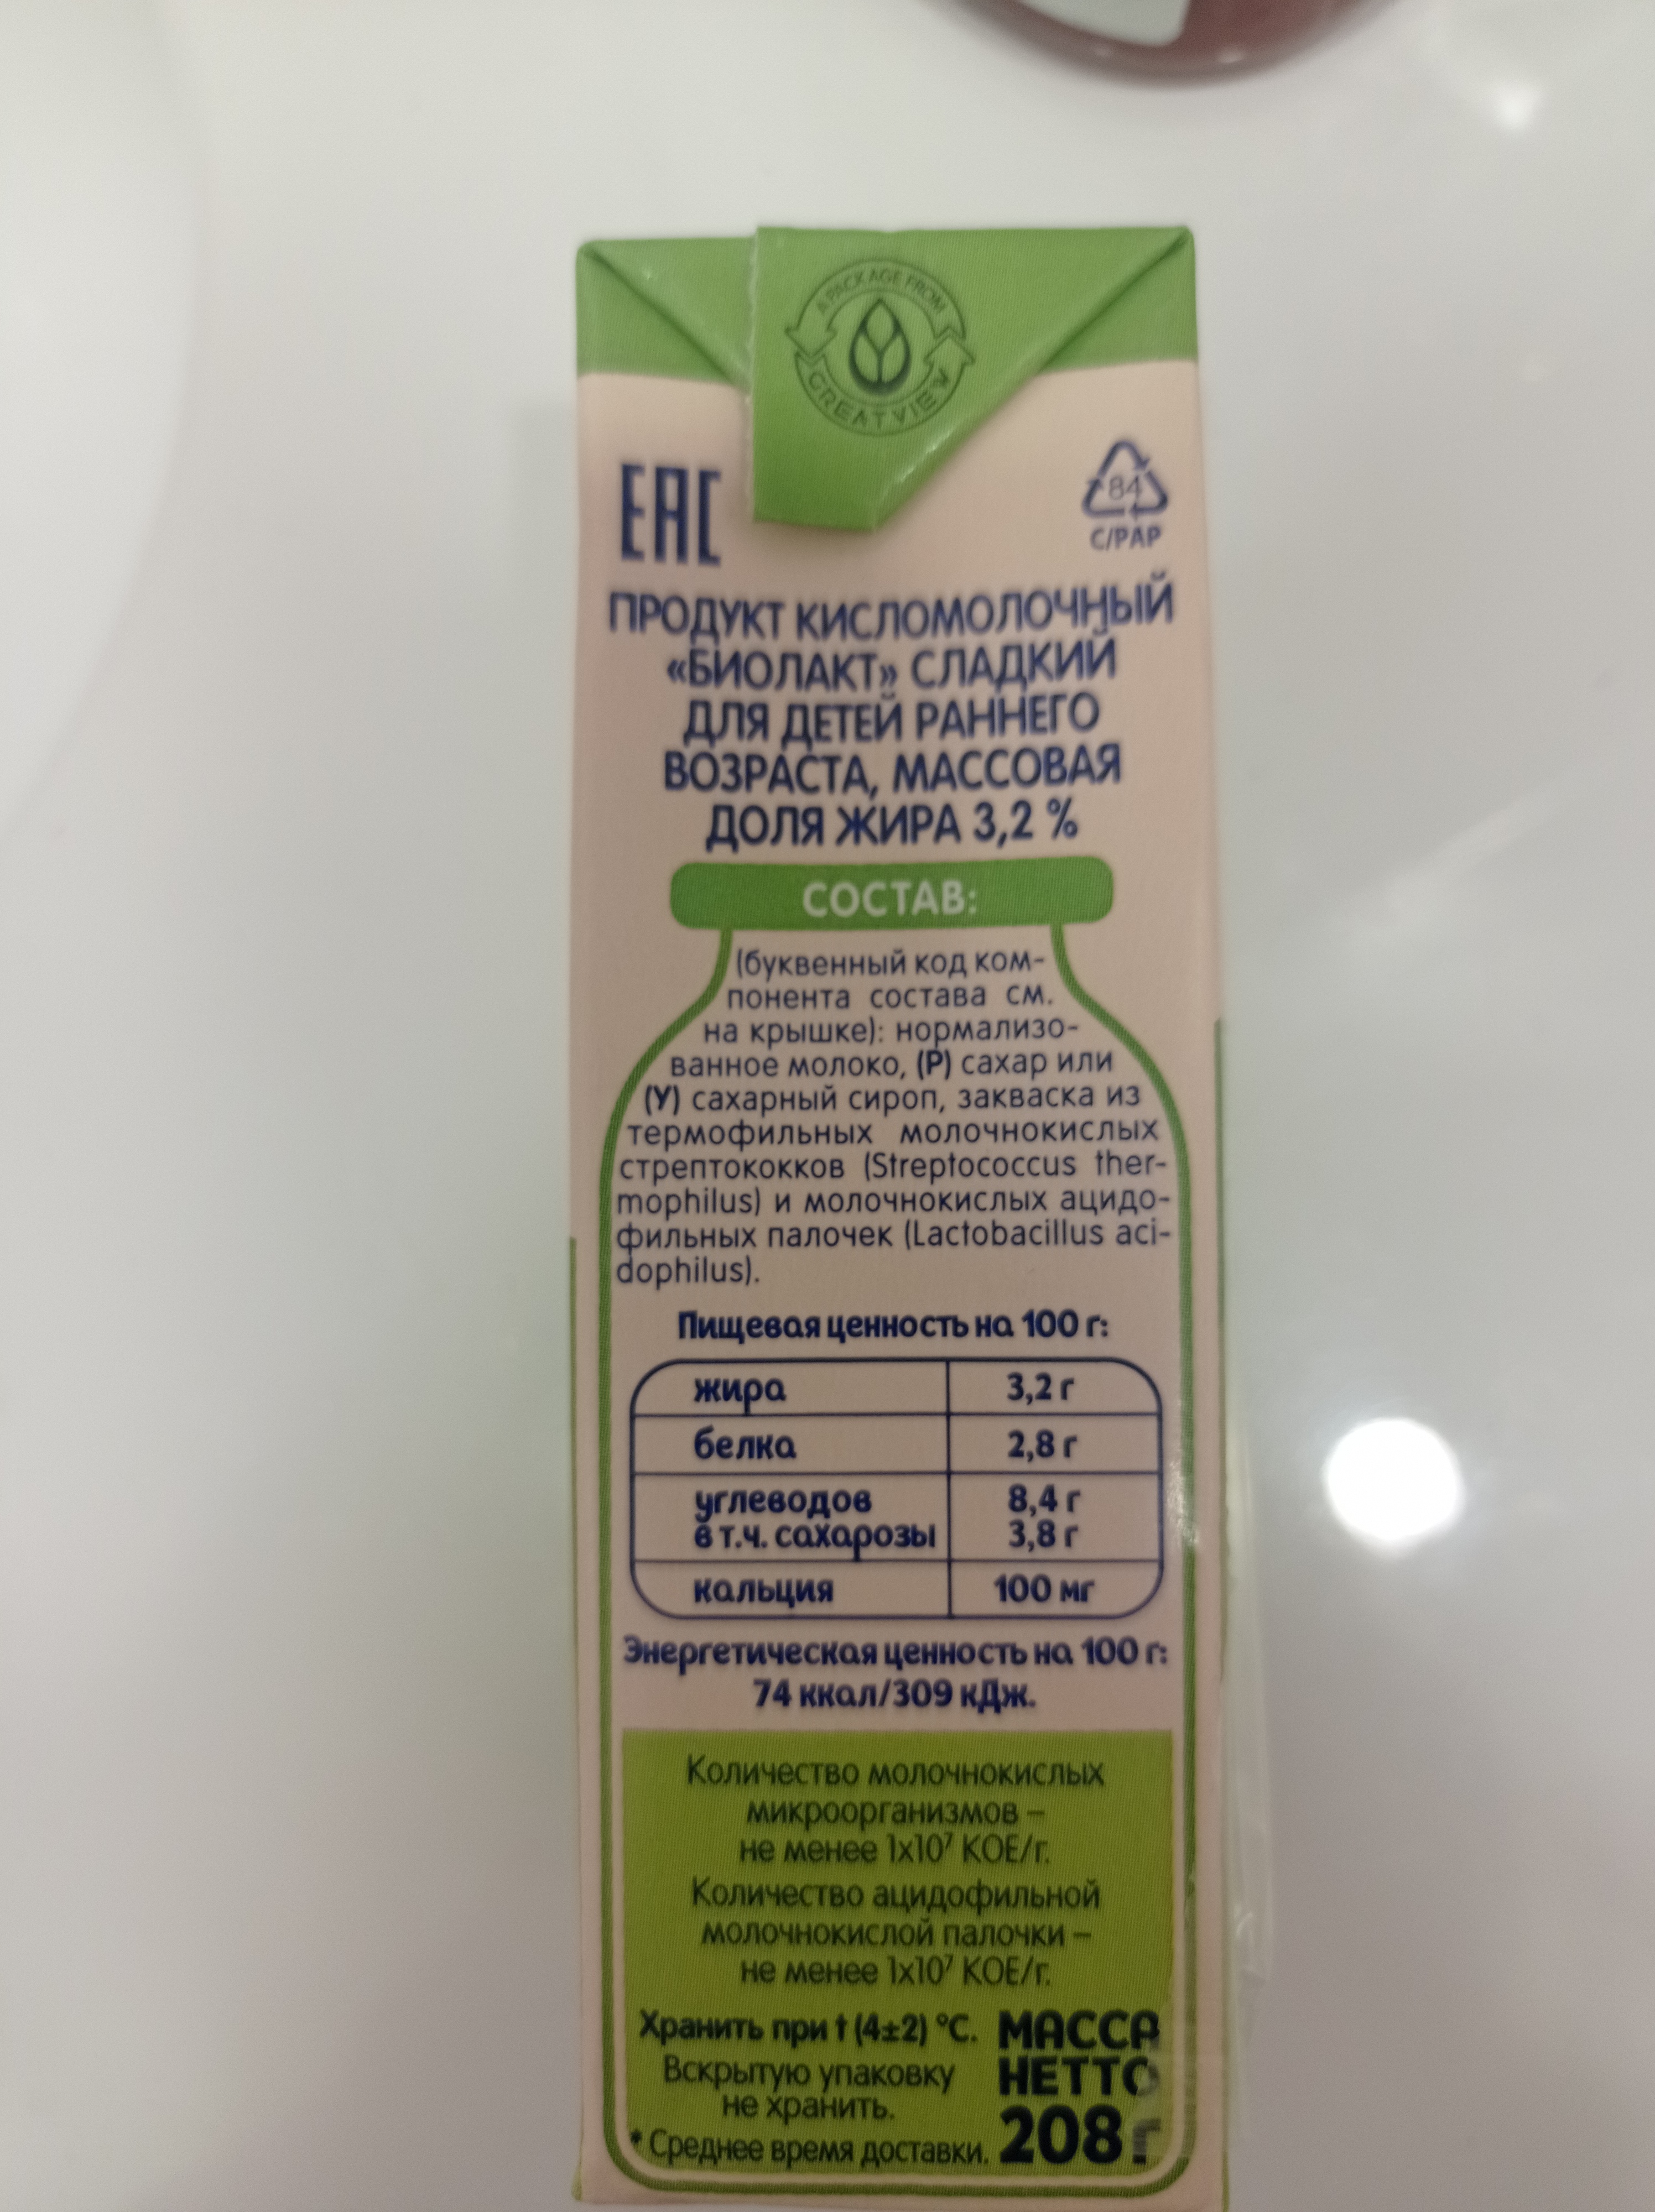 A PACKAGE FROM
GREATVIEW
EAC
84
C/PAP
ПРОДУКТ КИСЛОМОЛОЧНЫЙ
«БИОЛАКТ» СЛАДКИЙ
ДЛЯ ДЕТЕЙ РАННЕГО
ВОЗРАСТА, МАССОВАЯ
ДОЛЯ ЖИРА 3,2 %
СОСТАВ:
(буквенный код ком-
понента состава см.
на крышке): нормализо-
ванное молоко, (Р) сахар или
(У) сахарный сироп, закваска из
термофильных молочнокислых
стрептококков (Streptococcus ther-
mophilus) и молочнокислых ацидо-
фильных палочек (Lactobacillus aci-
dophilus).
Пищевая ценность на 100 г:
жира 3,2 г
белка 2,8 г
углеводов 8,4 г
в т.ч. сахарозы 3,8 г
кальция 100 мг
Энергетическая ценность на 100 г:
74 ккал/309 кДж.
Количество молочнокислых
микроорганизмов –
не менее 1x10⁷ КОЕ/г.
Количество ацидофильной
молочнокислой палочки –
не менее 1x10⁷ КОЕ/г.
Хранить при t (4±2) °C.
Вскрытую упаковку
не хранить.
* Среднее время доставки.
МАССА
НЕТТО
208 г